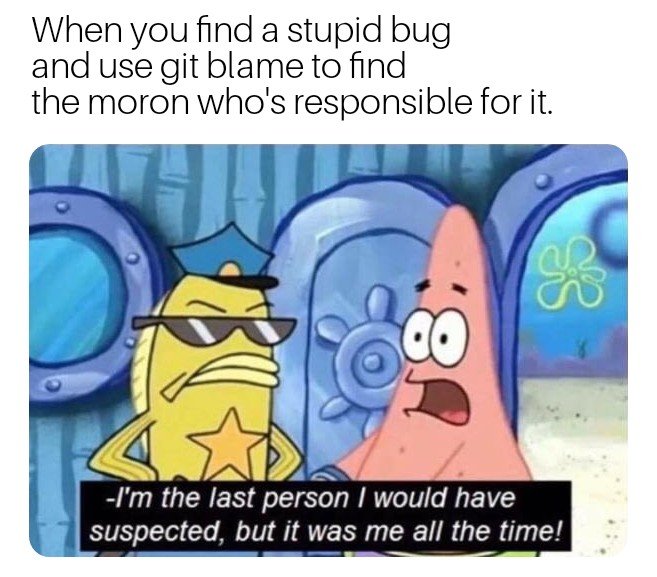 When you find a stupid bug
and use git blame to find
the moron who's responsible for it.
-I'm the last person I would have
suspected, but it was me all the time!